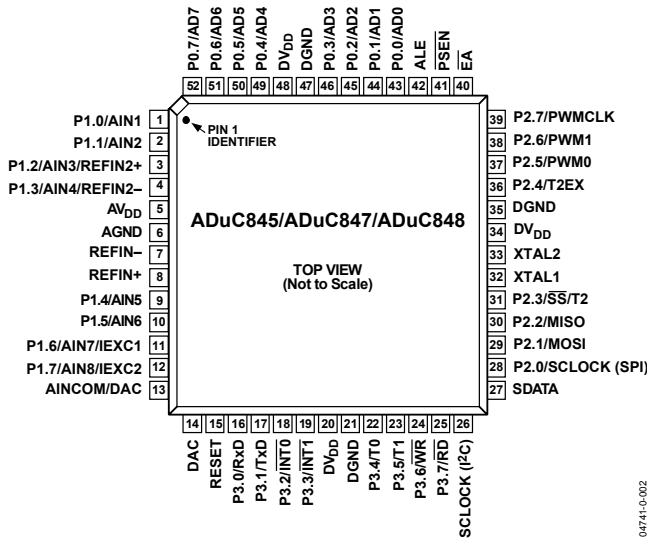 P0.7/AD7
P0.6/AD6
P0.5/AD5
P0.4/AD4
DVDD
DGND
P0.3/AD3
P0.2/AD2
P0.1/AD1
P0.0/AD0
ALE
PSEN
EA
52 51 50 49 48 47 46 45 44 43 42 41 40
P1.0/AIN1 1
P1.1/AIN2 2
P1.2/AIN3/REFIN2+ 3
P1.3/AIN4/REFIN2– 4
AVDD 5
AGND 6
REFIN– 7
REFIN+ 8
P1.4/AIN5 9
P1.5/AIN6 10
P1.6/AIN7/IEXC1 11
P1.7/AIN8/IEXC2 12
AINCOM/DAC 13
PIN 1
IDENTIFIER
ADuC845/ADuC847/ADuC848
TOP VIEW
(Not to Scale)
39 P2.7/PWMCLK
38 P2.6/PWM1
37 P2.5/PWM0
36 P2.4/T2EX
35 DGND
34 DVDD
33 XTAL2
32 XTAL1
31 P2.3/SS/T2
30 P2.2/MISO
29 P2.1/MOSI
28 P2.0/SCLOCK (SPI)
27 SDATA
14 15 16 17 18 19 20 21 22 23 24 25 26
DAC
RESET
P3.0/RxD
P3.1/TxD
P3.2/INT0
P3.3/INT1
DVDD
DGND
P3.4/T0
P3.5/T1
P3.6/WR
P3.7/RD
SCLOCK (I2C)
04741-0-002